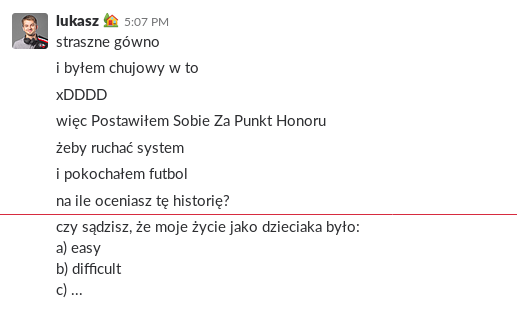 lukasz 🏡 5:07 PM
straszne gówno
i byłem chujowy w to
xDDDD
więc Postawiłem Sobie Za Punkt Honoru
żeby ruchać system
i pokochałem futbol
na ile oceniasz tę historię?
czy sądzisz, że moje życie jako dzieciaka było:
a) easy
b) difficult
c) ...